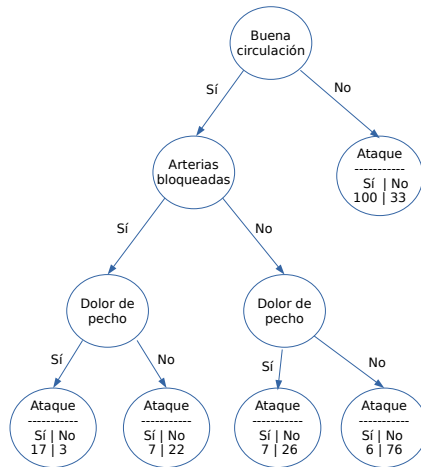 Buena
circulación
Sí
No
Arterias
bloqueadas
Ataque
-----------
Sí | No
100 | 33
Sí
No
Dolor de
pecho
Dolor de
pecho
Sí
No
Sí
No
Ataque
-----------
Sí | No
17 | 3
Ataque
-----------
Sí | No
7 | 22
Ataque
-----------
Sí | No
7 | 26
Ataque
-----------
Sí | No
6 | 76